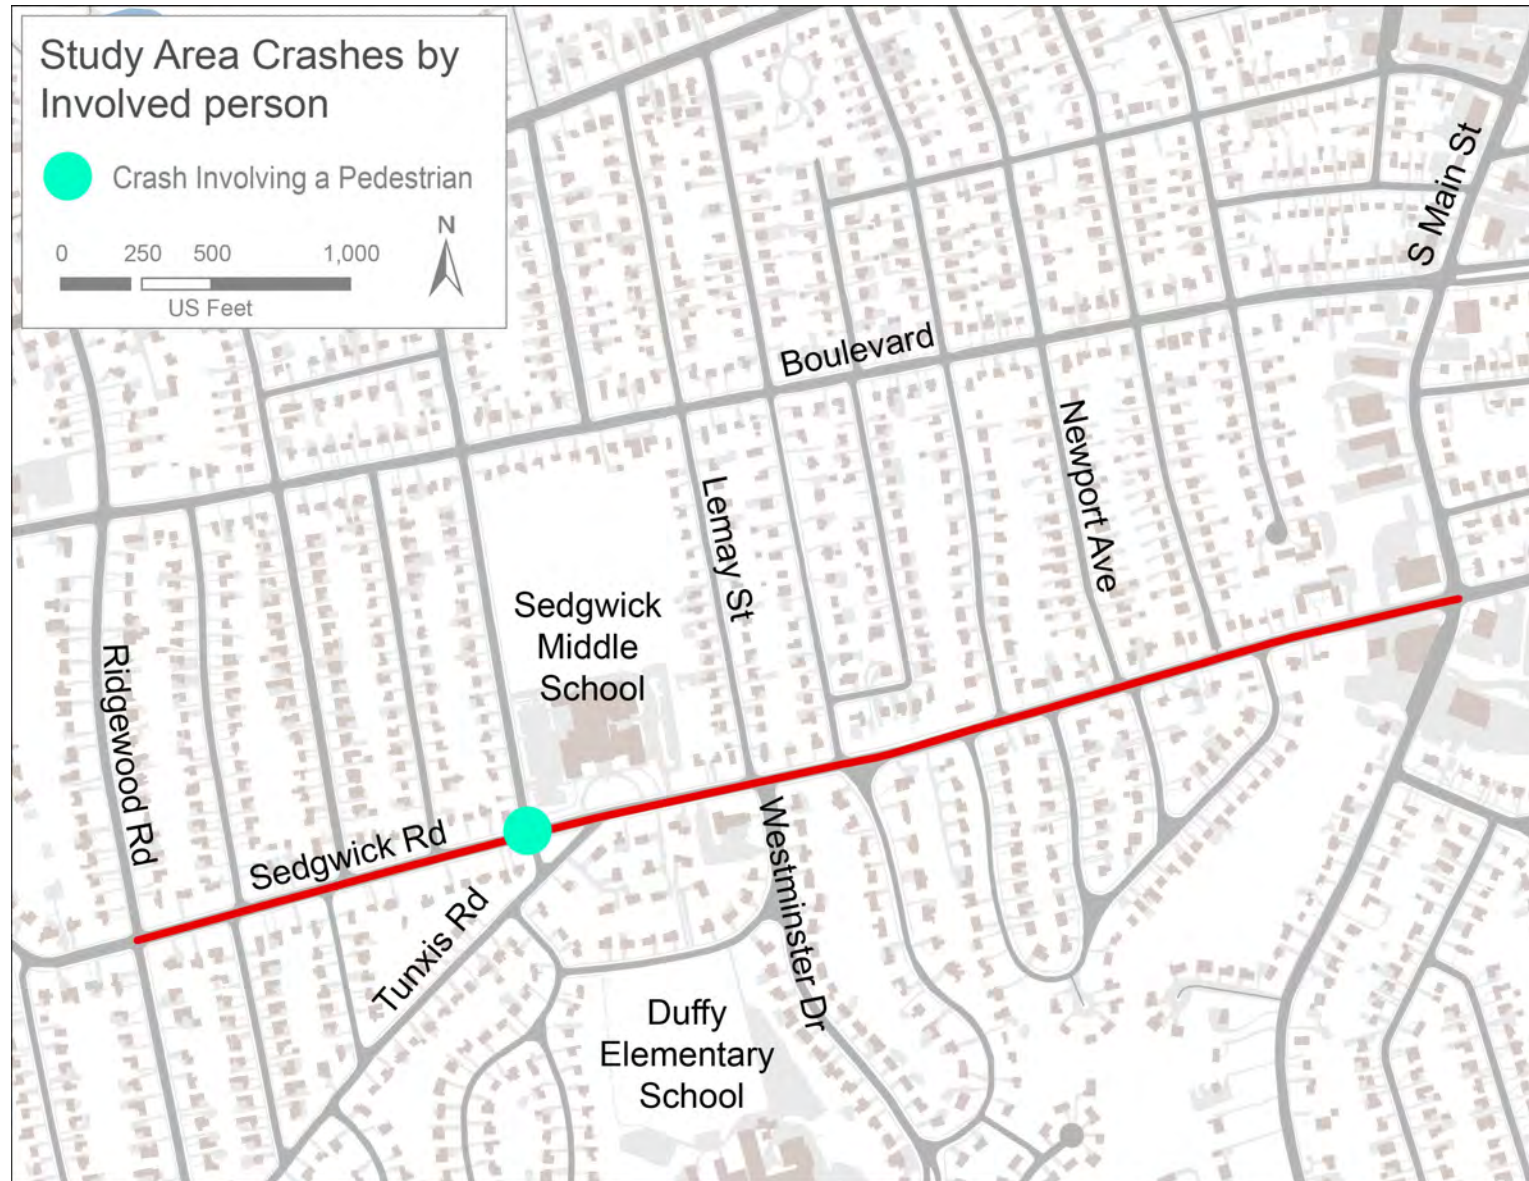 Study Area Crashes by
Involved person
Crash Involving a Pedestrian
N
0 250 500 1,000
US Feet
S Main St
Boulevard
Newport Ave
Lemay St
Sedgwick
Middle
School
Ridgewood Rd
Sedgwick Rd
Tunxis Rd
Westminster Dr
Duffy
Elementary
School